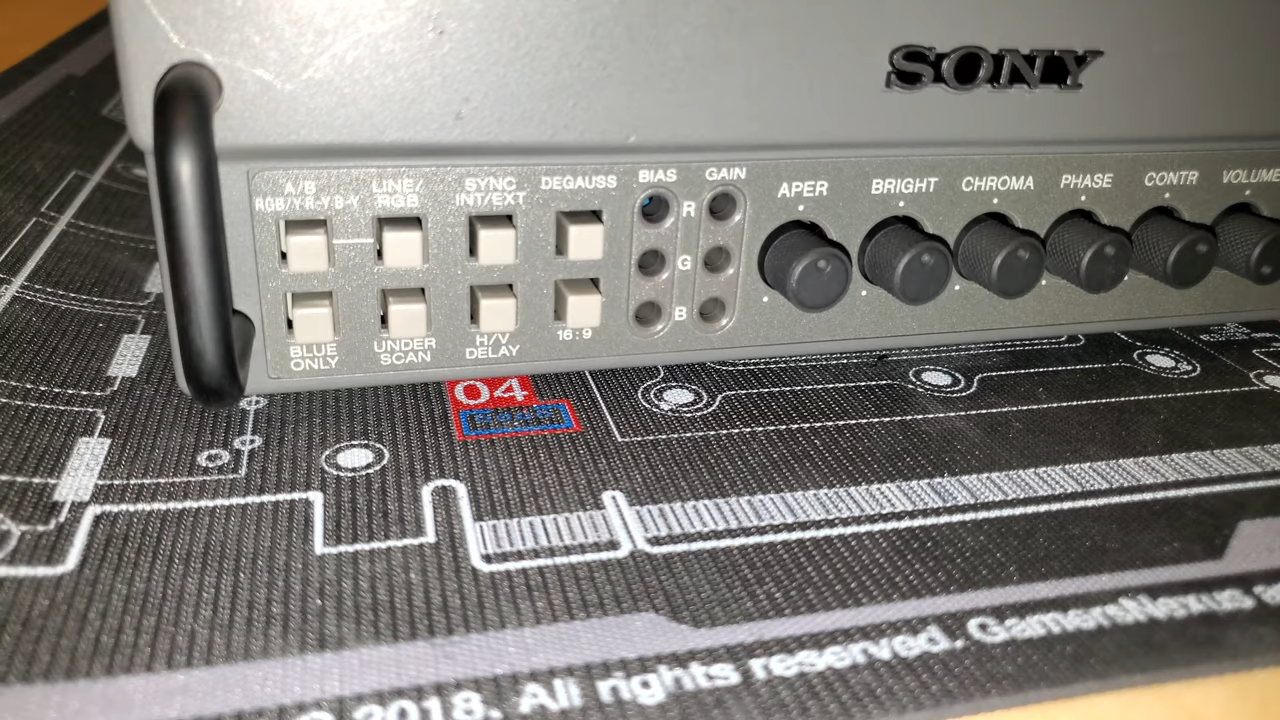 SONY
A/B
RGB/Y R-Y B-Y
LINE/
RGB
SYNC
INT/EXT
DEGAUSS
BIAS
GAIN
APER
BRIGHT
CHROMA
PHASE
CONTR
VOLUME
R
G
B
BLUE
ONLY
UNDER
SCAN
H/V
DELAY
16:9
04
© 2018. All rights reserved. GamersNexus